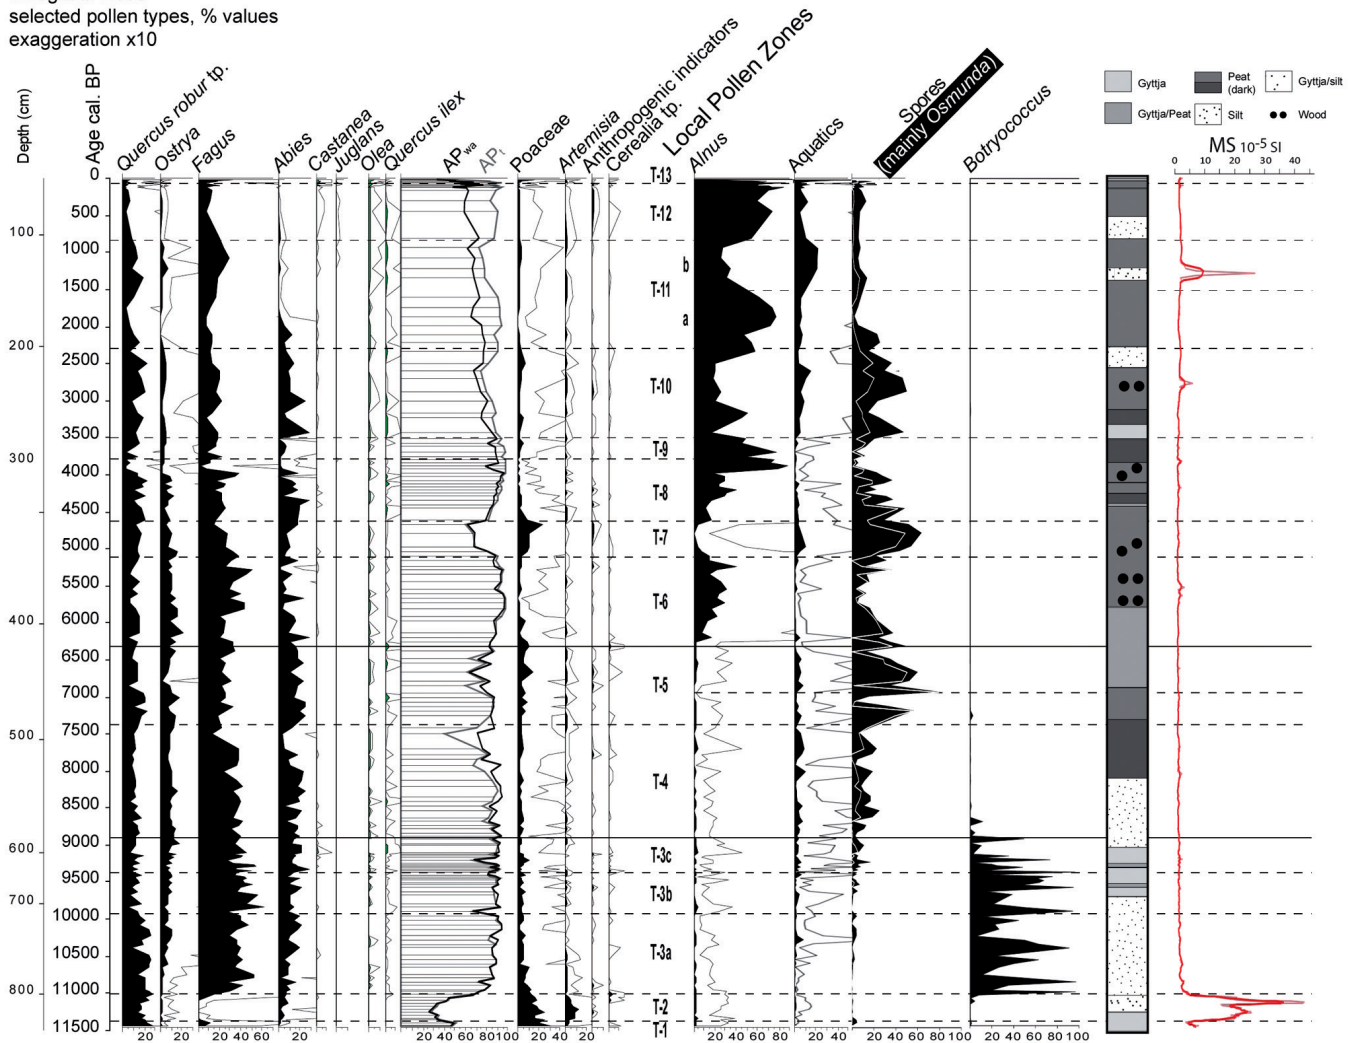 selected pollen types, % values
exaggeration x10
Depth (cm)
Age cal. BP
Quercus robur tp.
Ostrya
Fagus
Abies
Castanea
Juglans
Olea
Quercus ilex
APwa
APt
Poaceae
Artemisia
Anthropogenic indicators
Cerealia tp.
Local Pollen Zones
Alnus
Aquatics
Spores
(mainly Osmunda)
Botryococcus
Gyttja
Peat (dark)
Gyttja/silt
Gyttja/Peat
Silt
Wood
MS 10-5 SI
0 10 20 30 40
100
200
300
400
500
600
700
800
0
500
1000
1500
2000
2500
3000
3500
4000
4500
5000
5500
6000
6500
7000
7500
8000
8500
9000
9500
10000
10500
11000
11500
T-13
T-12
b
T-11
a
T-10
T-9
T-8
T-7
T-6
T-5
T-4
T-3c
T-3b
T-3a
T-2
T-1
20 20 20 40 60 20 20 40 60 80 100 20 20 20 40 60 80 20 40 20 40 60 80 100 20 40 60 80 100